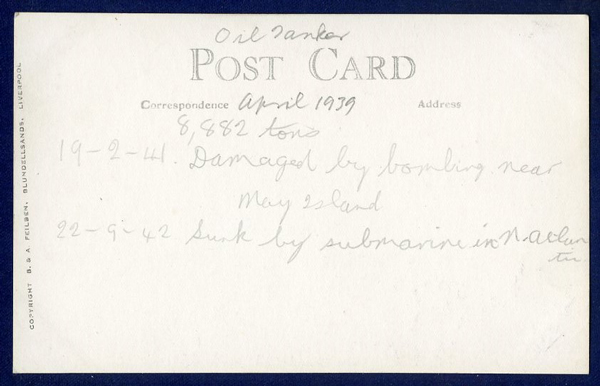 Oil Tanker
POST CARD
Correspondence April 1939 Address
8,882 tons
19-2-41. Damaged by bombing near
May Island
22-9-42 Sunk by submarine in N. Atlan
tic
COPYRIGHT B. & A. FEILDEN, BLUNDELLSANDS, LIVERPOOL